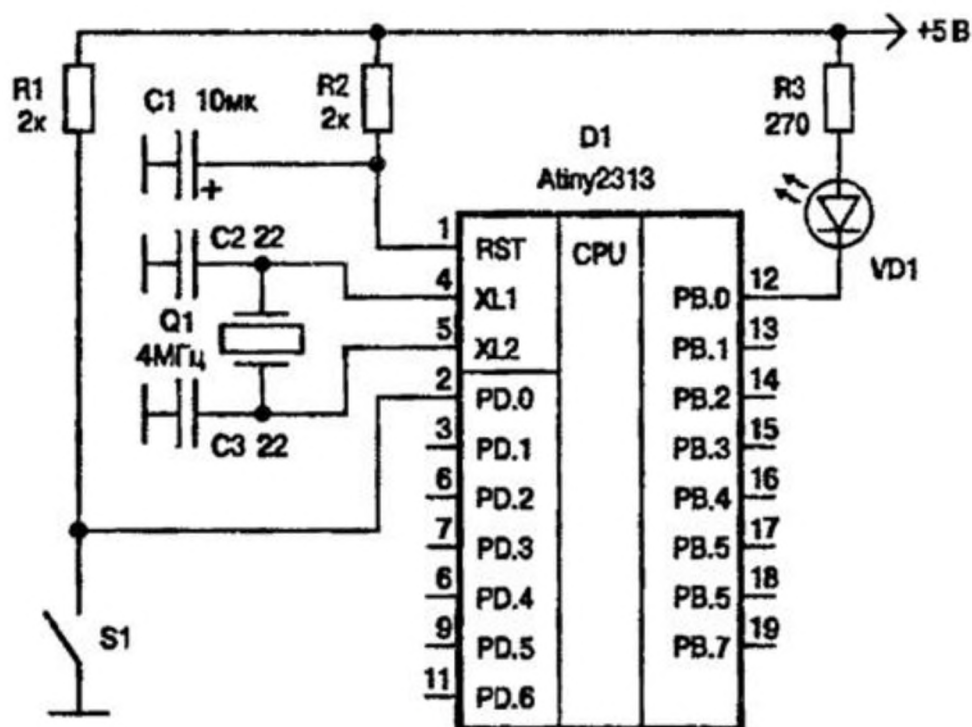 +5 В
R1
2к
C1 10мк
R2
2к
R3
270
D1
Atiny2313
+
VD1
C2 22
Q1
4МГц
C3 22
S1
CPU
1 RST
4 XL1
5 XL2
2 PD.0
3 PD.1
6 PD.2
7 PD.3
6 PD.4
9 PD.5
11 PD.6
PB.0 12
PB.1 13
PB.2 14
PB.3 15
PB.4 16
PB.5 17
PB.5 18
PB.7 19